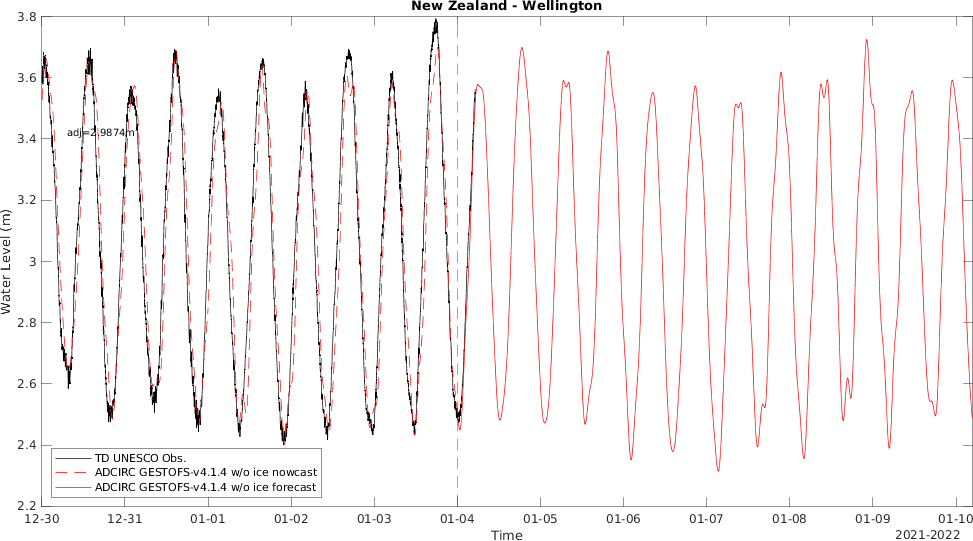 New Zealand - Wellington
3.8
3.6
3.4
3.2
3
2.8
2.6
2.4
2.2
Water Level (m)
adj=2.9874m
TD UNESCO Obs.
ADCIRC GESTOFS-v4.1.4 w/o ice nowcast
ADCIRC GESTOFS-v4.1.4 w/o ice forecast
12-30 12-31 01-01 01-02 01-03 01-04 01-05 01-06 01-07 01-08 01-09 01-10
Time
2021-2022